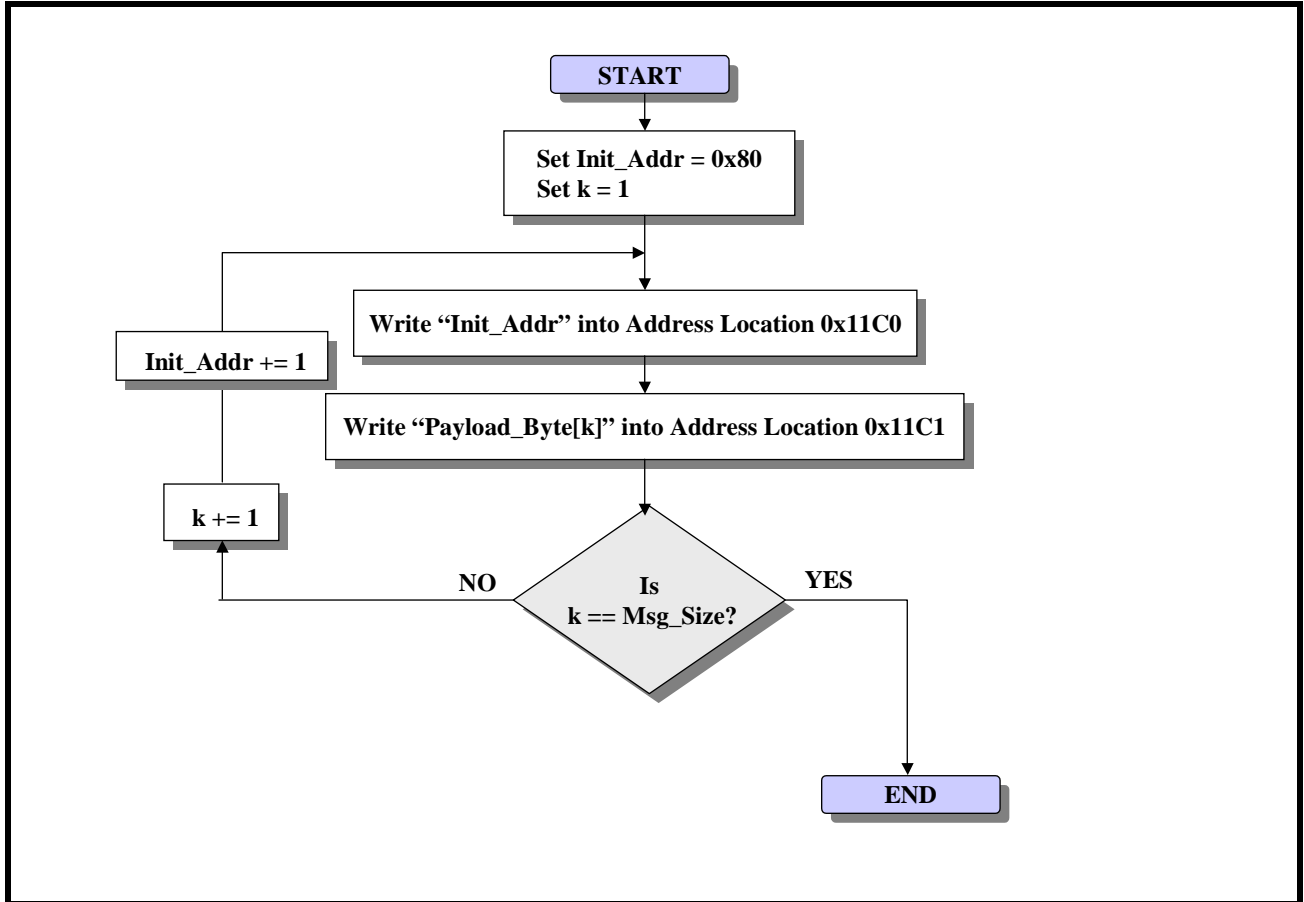 START
Set Init_Addr = 0x80
Set k = 1
Write “Init_Addr” into Address Location 0x11C0
Init_Addr += 1
Write “Payload_Byte[k]” into Address Location 0x11C1
k += 1
NO
YES
Is
k == Msg_Size?
END